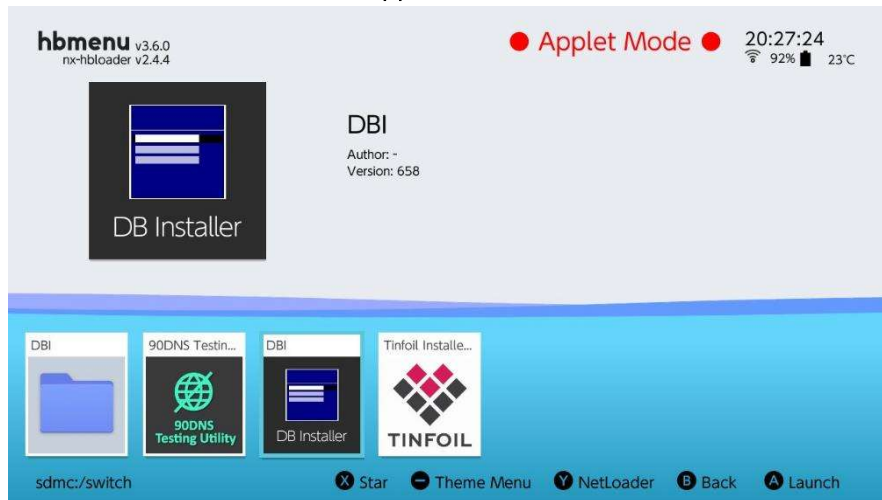 hbmenu v3.6.0
nx-hbloader v2.4.4
Applet Mode
20:27:24
92% 23°C
DB Installer
DBI
Author: -
Version: 658
DBI
90DNS Testin...
DBI
Tinfoil Installe...
90DNS
Testing Utility
DB Installer
TINFOIL
sdmc:/switch
X Star - Theme Menu Y NetLoader B Back A Launch